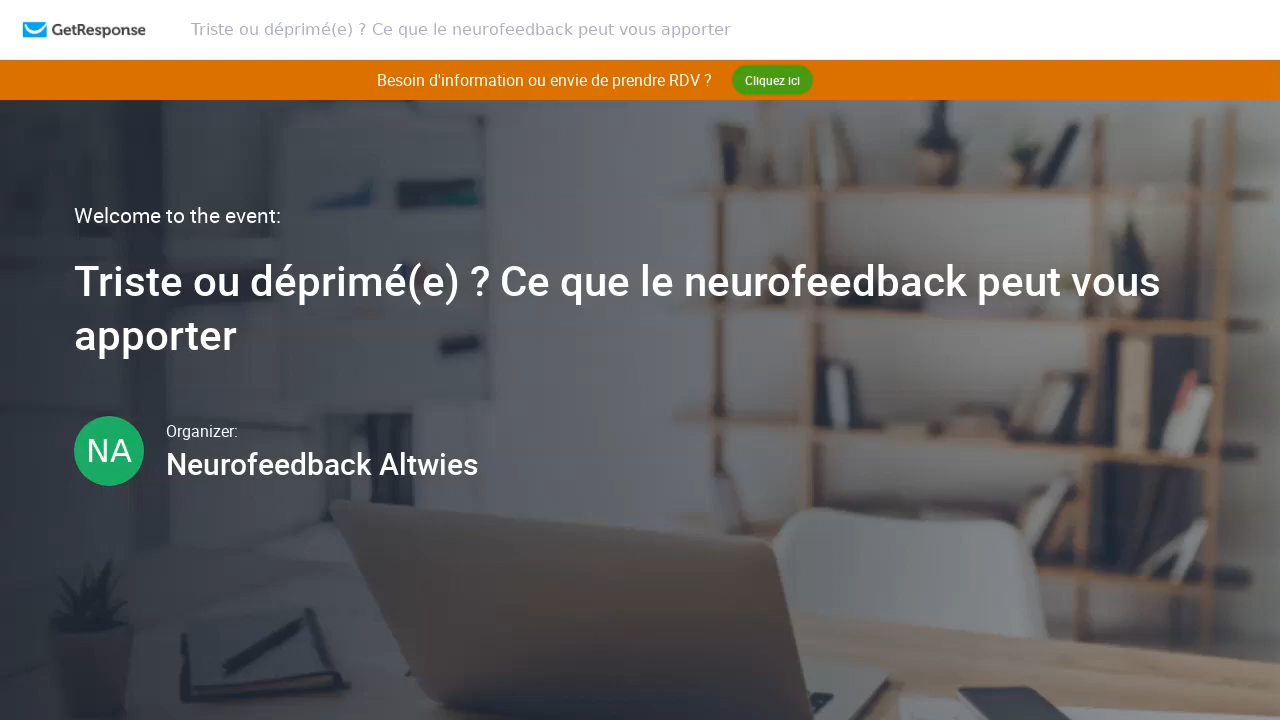 GetResponse
Triste ou déprimé(e) ? Ce que le neurofeedback peut vous apporter
Besoin d'information ou envie de prendre RDV ?
Cliquez ici
Welcome to the event:
Triste ou déprimé(e) ? Ce que le neurofeedback peut vous
apporter
NA
Organizer:
Neurofeedback Altwies